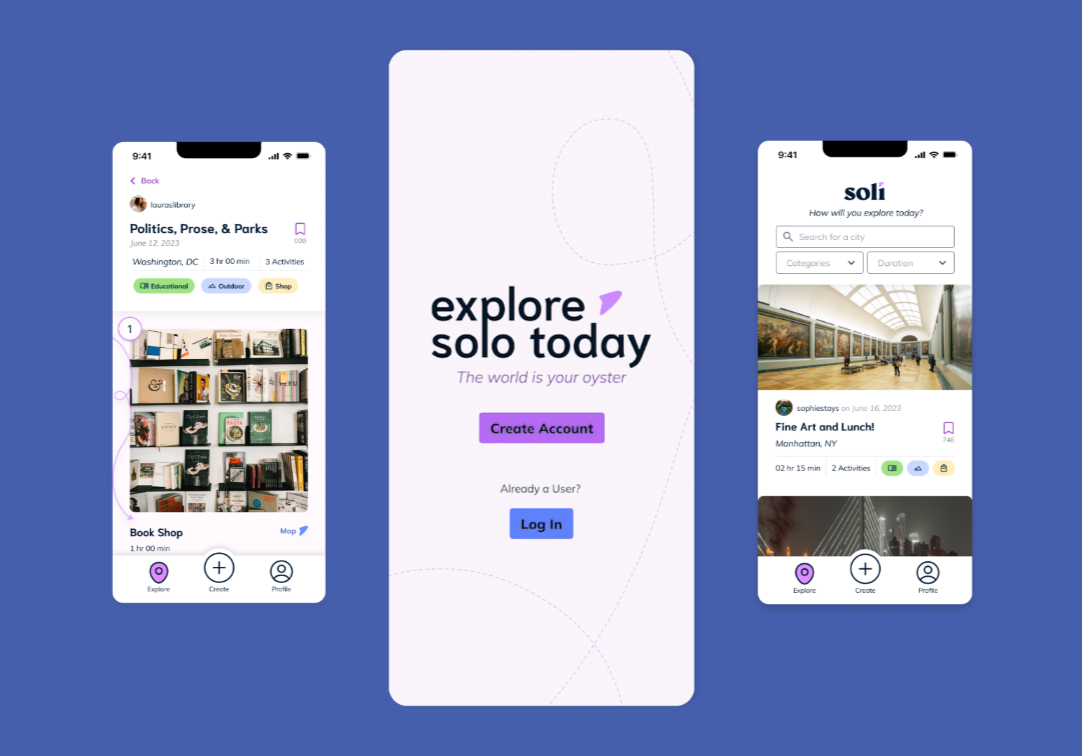 9:41
Back
lauraslibrary
Politics, Prose, & Parks
009
June 12, 2023
Washington, DC
3 hr 00 min
3 Activities
Educational
Outdoor
Shop
1
&
PASTA
Book Shop
Map
1 hr 00 min
Explore
Create
Profile
explore
solo today
The world is your oyster
Create Account
Already a User?
Log In
9:41
soli
How will you explore today?
Search for a city
Categories
Duration
sophiestays on June 16, 2023
Fine Art and Lunch!
746
Manhattan, NY
02 hr 15 min
2 Activities
Explore
Create
Profile